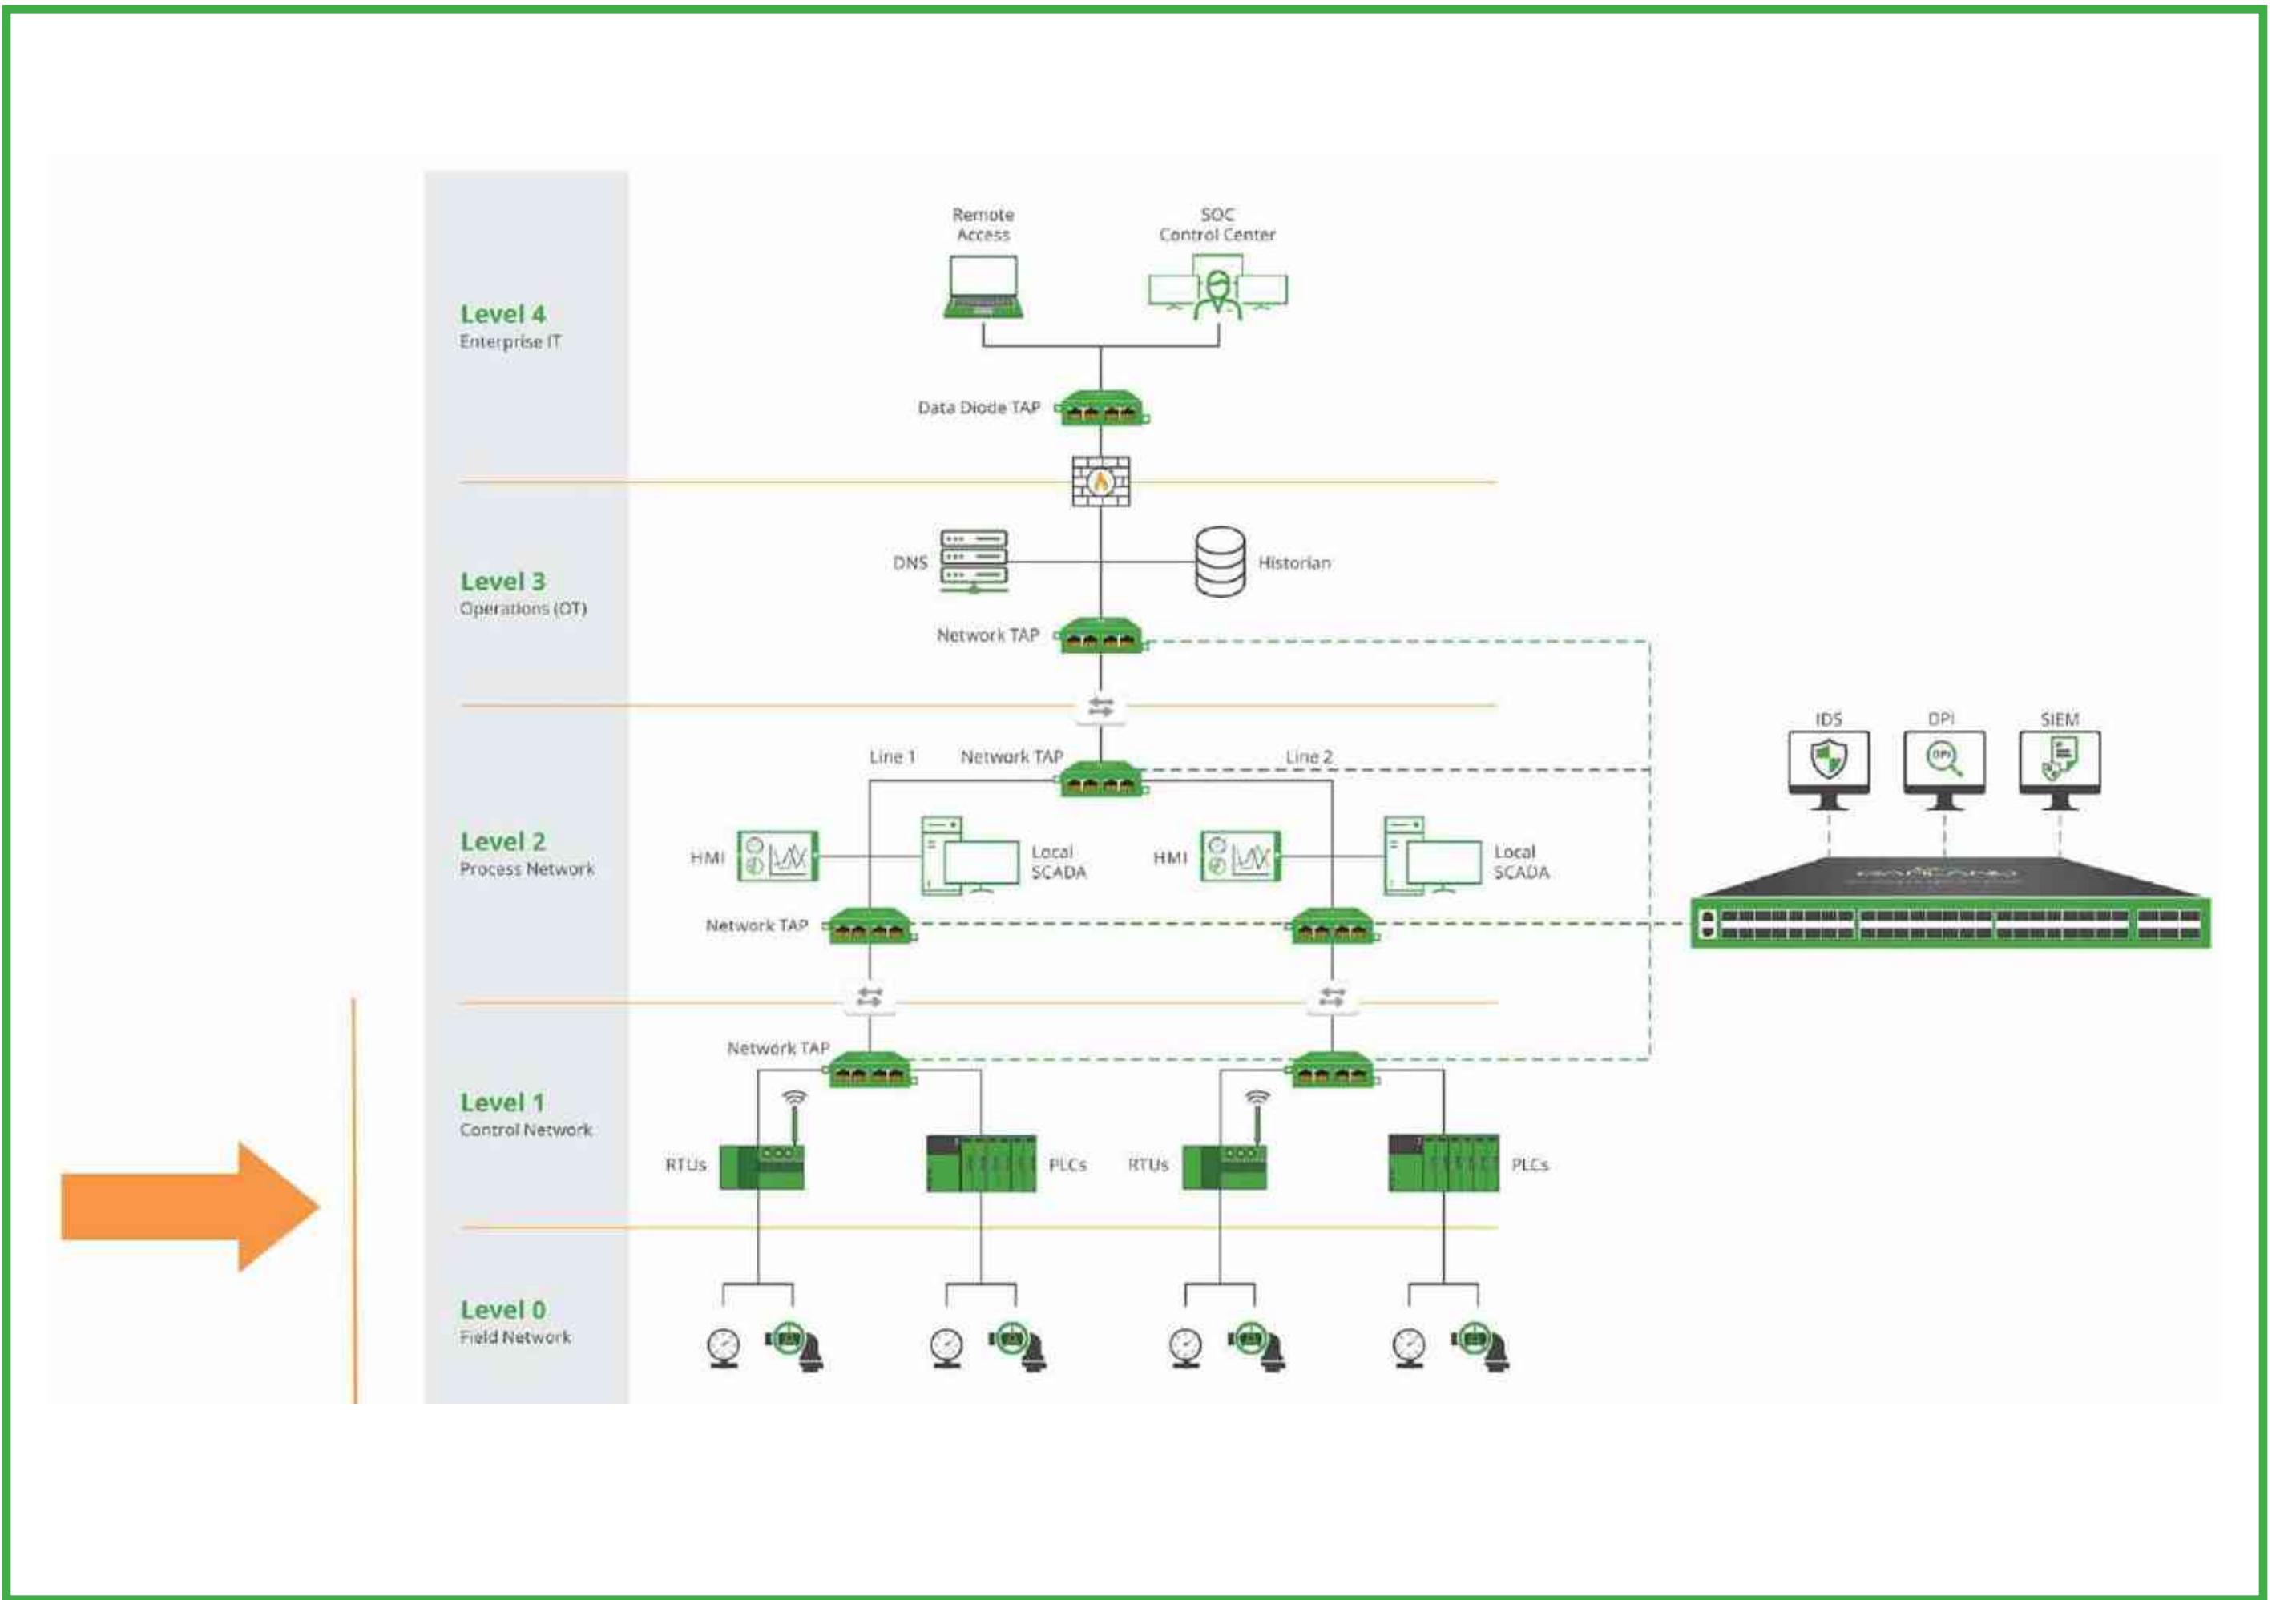 Remote
Access
SOC
Control Center
Level 4
Enterprise IT
Data Diode TAP
DNS
Historian
Level 3
Operations (OT)
Network TAP
IDS
DPI
SIEM
DPI
Line 1
Network TAP
Line 2
Level 2
Process Network
HMI
Local
SCADA
HMI
Local
SCADA
Network TAP
Network TAP
Level 1
Control Network
RTUs
PLCs
RTUs
PLCs
Level 0
Field Network